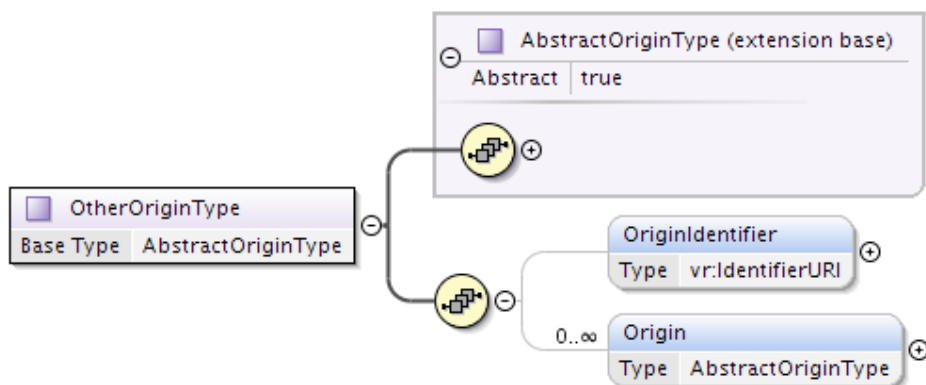 AbstractOriginType (extension base)
Abstract true
OtherOriginType
Base Type AbstractOriginType
OriginIdentifier
Type vr:IdentifierURI
0..∞
Origin
Type AbstractOriginType